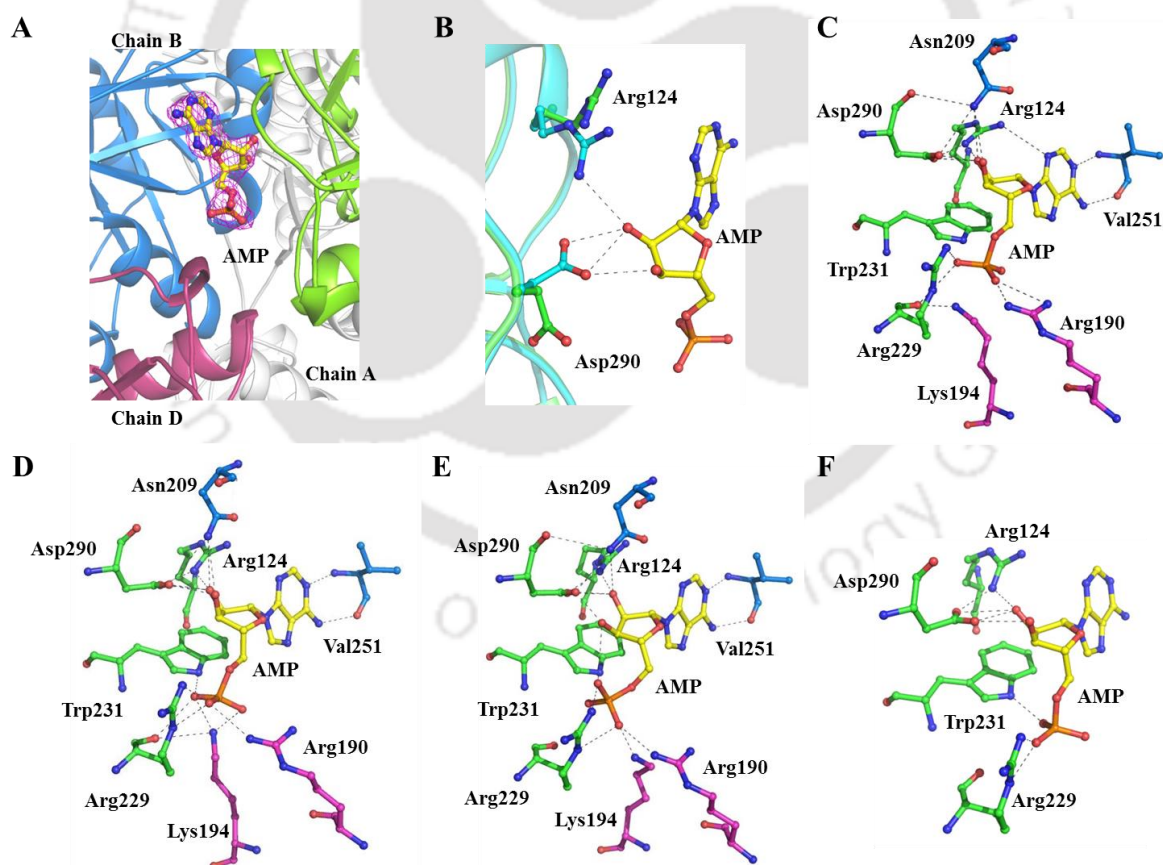 A
Chain B
AMP
Chain A
Chain D
B
Arg124
AMP
Asp290
C
Asn209
Asp290
Arg124
Val251
Trp231
AMP
Arg190
Arg229
Lys194
D
Asn209
Asp290
Arg124
Val251
AMP
Trp231
Arg190
Arg229
Lys194
E
Asn209
Asp290
Arg124
Val251
AMP
Trp231
Arg190
Arg229
Lys194
F
Arg124
Asp290
AMP
Trp231
Arg229